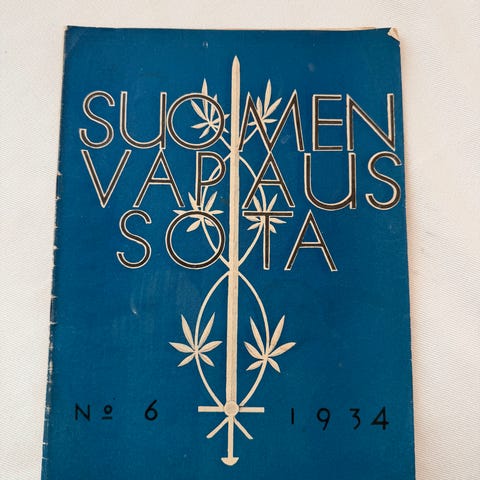 SUOMEN
VAPAUS
SOTA
No 6 1934